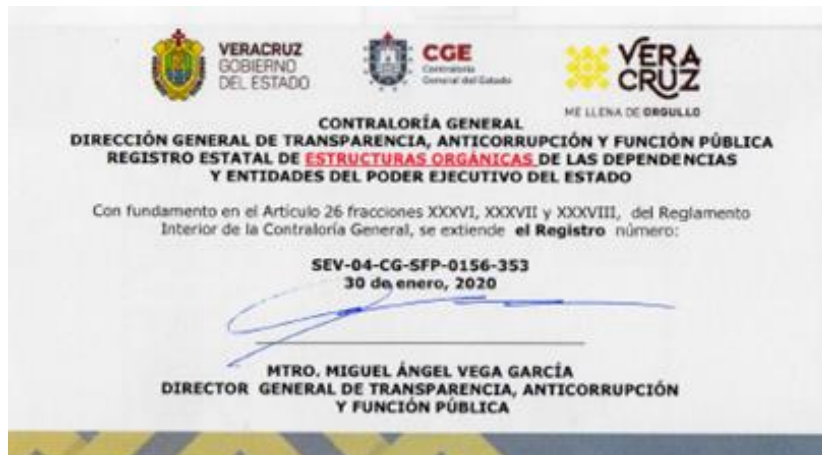 VERACRUZ
GOBIERNO
DEL ESTADO
CGE
Contraloría
General del Estado
VERA
CRUZ
ME LLENA DE ORGULLO
CONTRALORÍA GENERAL
DIRECCIÓN GENERAL DE TRANSPARENCIA, ANTICORRUPCIÓN Y FUNCIÓN PÚBLICA
REGISTRO ESTATAL DE ESTRUCTURAS ORGÁNICAS DE LAS DEPENDENCIAS
Y ENTIDADES DEL PODER EJECUTIVO DEL ESTADO
Con fundamento en el Artículo 26 fracciones XXXVI, XXXVII y XXXVIII, del Reglamento
Interior de la Contraloría General, se extiende el Registro número:
SEV-04-CG-SFP-0156-353
30 de enero, 2020
MTRO. MIGUEL ÁNGEL VEGA GARCÍA
DIRECTOR GENERAL DE TRANSPARENCIA, ANTICORRUPCIÓN
Y FUNCIÓN PÚBLICA